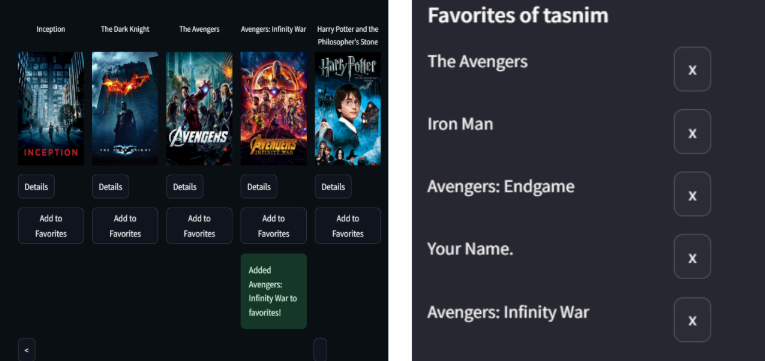 Inception
The Dark Knight
The Avengers
Avengers: Infinity War
Harry Potter and the
Philosopher's Stone
INCEPTION
AVENGERS
AVENGERS
INFINITY WAR
Harry Potter
Details
Details
Details
Details
Details
Add to
Favorites
Add to
Favorites
Add to
Favorites
Add to
Favorites
Add to
Favorites
Added
Avengers:
Infinity War to
favorites!
<
Favorites of tasnim
The Avengers
x
Iron Man
x
Avengers: Endgame
x
Your Name.
x
Avengers: Infinity War
x